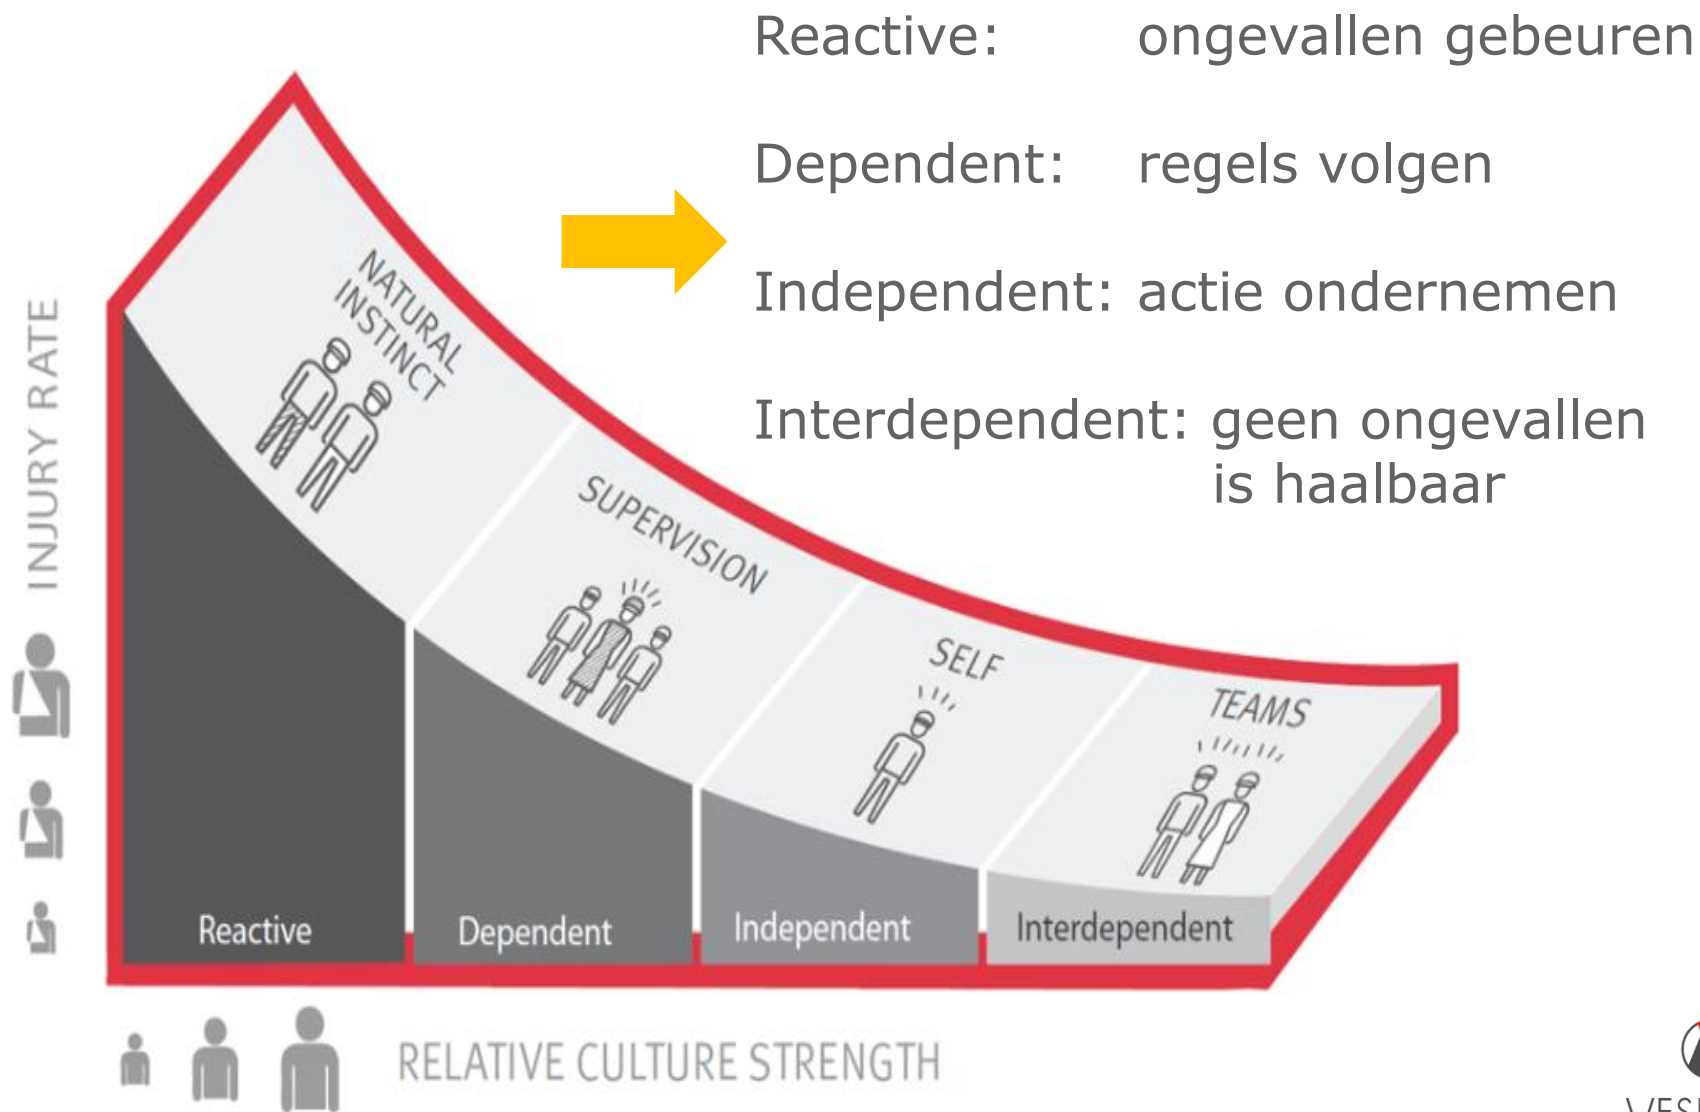 Reactive: ongevallen gebeuren
Dependent: regels volgen
Independent: actie ondernemen
Interdependent: geen ongevallen
is haalbaar
NATURAL
INSTINCT
SUPERVISION
SELF
TEAMS
INJURY RATE
Reactive
Dependent
Independent
Interdependent
RELATIVE CULTURE STRENGTH